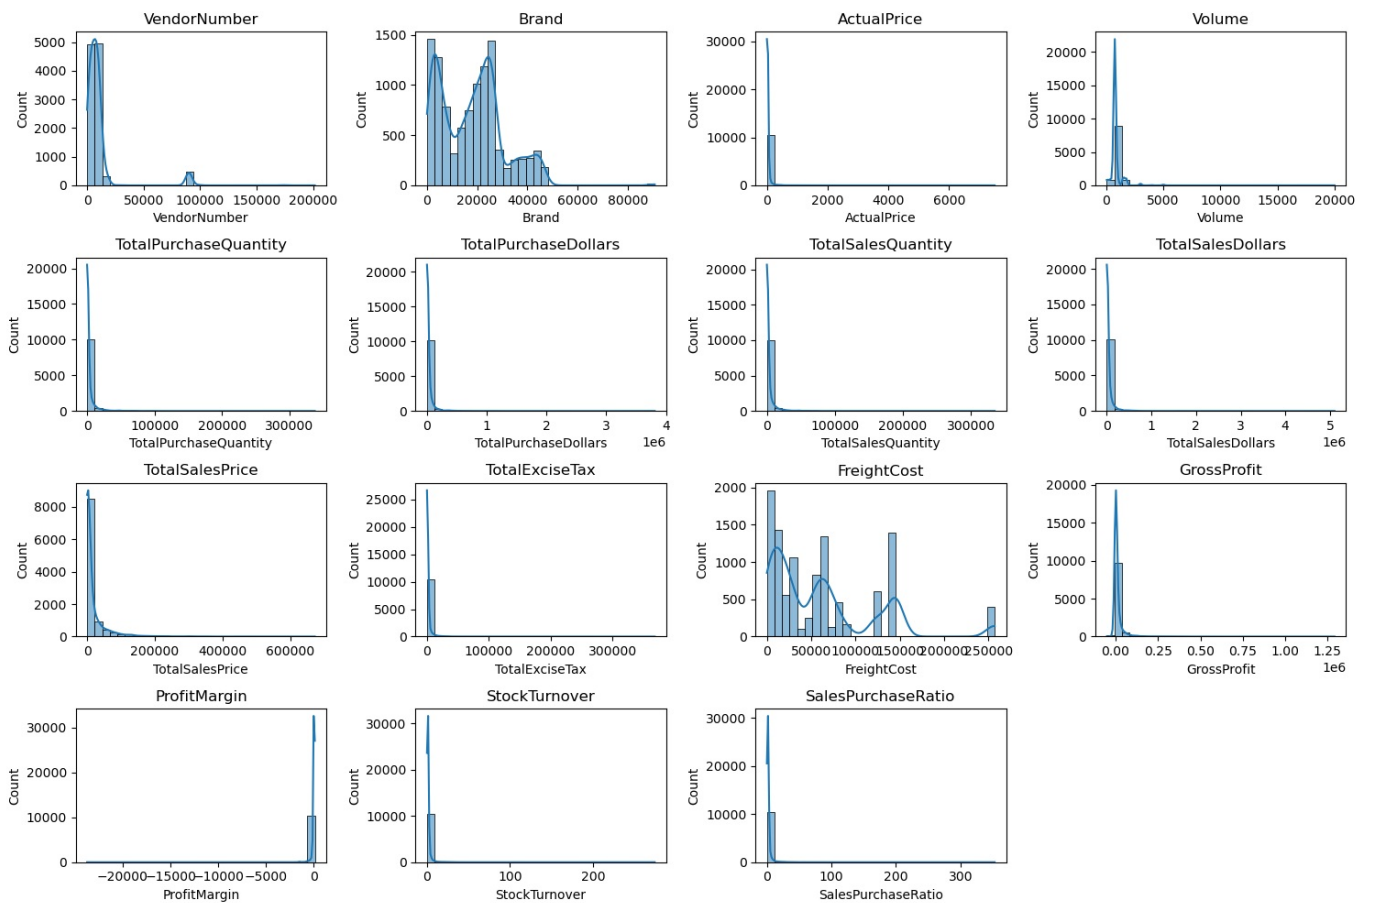 VendorNumber
5000
4000
3000
2000
1000
0
Count
0 50000 100000 150000 200000
VendorNumber
Brand
1500
1000
500
0
Count
0 20000 40000 60000 80000
Brand
ActualPrice
30000
20000
10000
0
Count
0 2000 4000 6000
ActualPrice
Volume
20000
15000
10000
5000
0
Count
0 5000 10000 15000 20000
Volume
TotalPurchaseQuantity
20000
15000
10000
5000
0
Count
0 100000 200000 300000
TotalPurchaseQuantity
TotalPurchaseDollars
20000
15000
10000
5000
0
Count
0 1 2 3 4
1e6
TotalPurchaseDollars
TotalSalesQuantity
20000
15000
10000
5000
0
Count
0 100000 200000 300000
TotalSalesQuantity
TotalSalesDollars
20000
15000
10000
5000
0
Count
0 1 2 3 4 5
1e6
TotalSalesDollars
TotalSalesPrice
8000
6000
4000
2000
0
Count
0 200000 400000 600000
TotalSalesPrice
TotalExciseTax
25000
20000
15000
10000
5000
0
Count
0 100000 200000 300000
TotalExciseTax
FreightCost
2000
1500
1000
500
0
Count
0 50000 100000 150000 200000 250000
FreightCost
GrossProfit
20000
15000
10000
5000
0
Count
0.00 0.25 0.50 0.75 1.00 1.25
1e6
GrossProfit
ProfitMargin
30000
20000
10000
0
Count
−20000 −15000 −10000 −5000 0
ProfitMargin
StockTurnover
30000
20000
10000
0
Count
0 100 200
StockTurnover
SalesPurchaseRatio
30000
20000
10000
0
Count
0 100 200 300
SalesPurchaseRatio